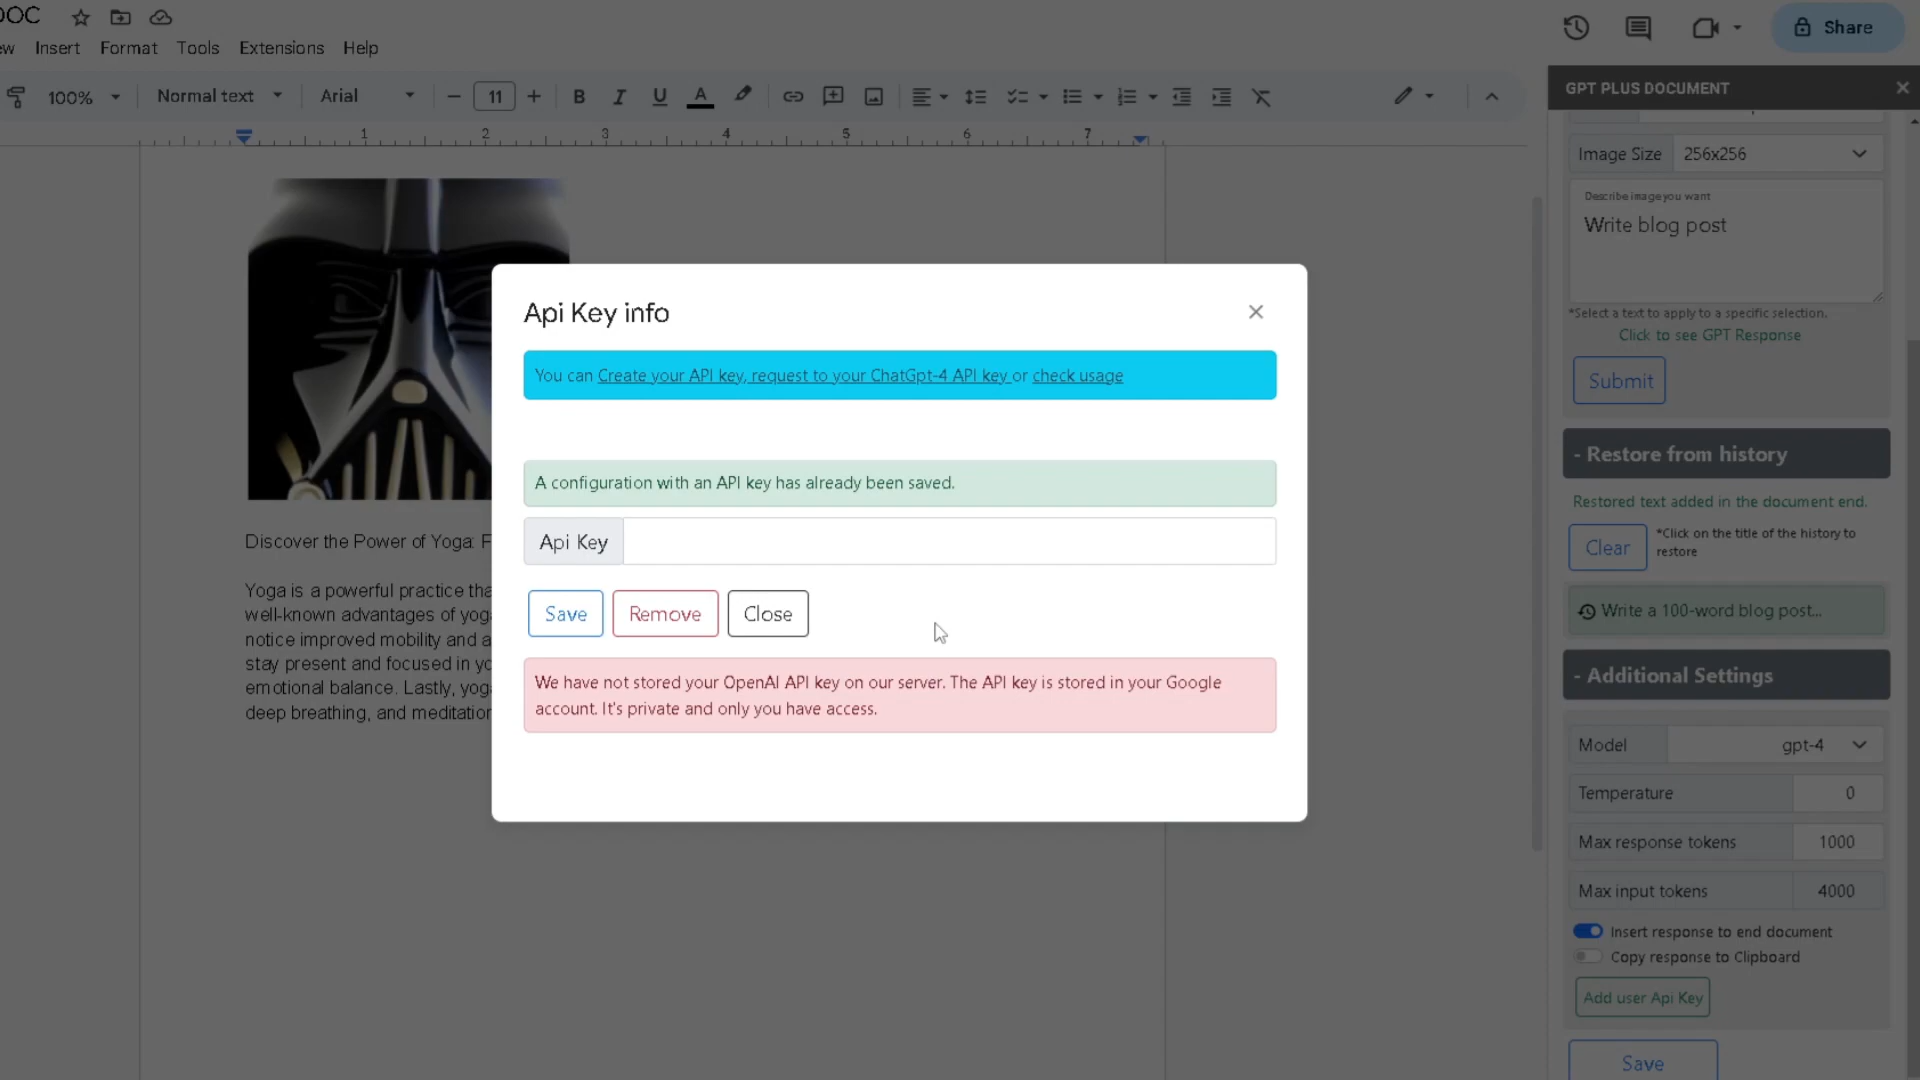 DOC
Share
Insert Format Tools Extensions Help
100% Normal text Arial 11
1 2 3 4 5 6 7
GPT PLUS DOCUMENT
Image Size 256x256
Describe image you want
Write blog post
*Select a text to apply to a specific selection.
Click to see GPT Response
Submit
- Restore from history
Restored text added in the document end.
Clear
*Click on the title of the history to
restore
Write a 100-word blog post...
- Additional Settings
Model gpt-4
Temperature 0
Max response tokens 1000
Max input tokens 4000
Insert response to end document
Copy response to Clipboard
Add user Api Key
Save
Api Key info
You can Create your API key, request to your ChatGpt-4 API key or check usage
A configuration with an API key has already been saved.
Api Key
Save Remove Close
We have not stored your OpenAI API key on our server. The API key is stored in your Google
account. It's private and only you have access.
Discover the Power of Yoga: F
Yoga is a powerful practice tha
well-known advantages of yog
notice improved mobility and a
stay present and focused in yo
emotional balance. Lastly, yog
deep breathing, and meditation